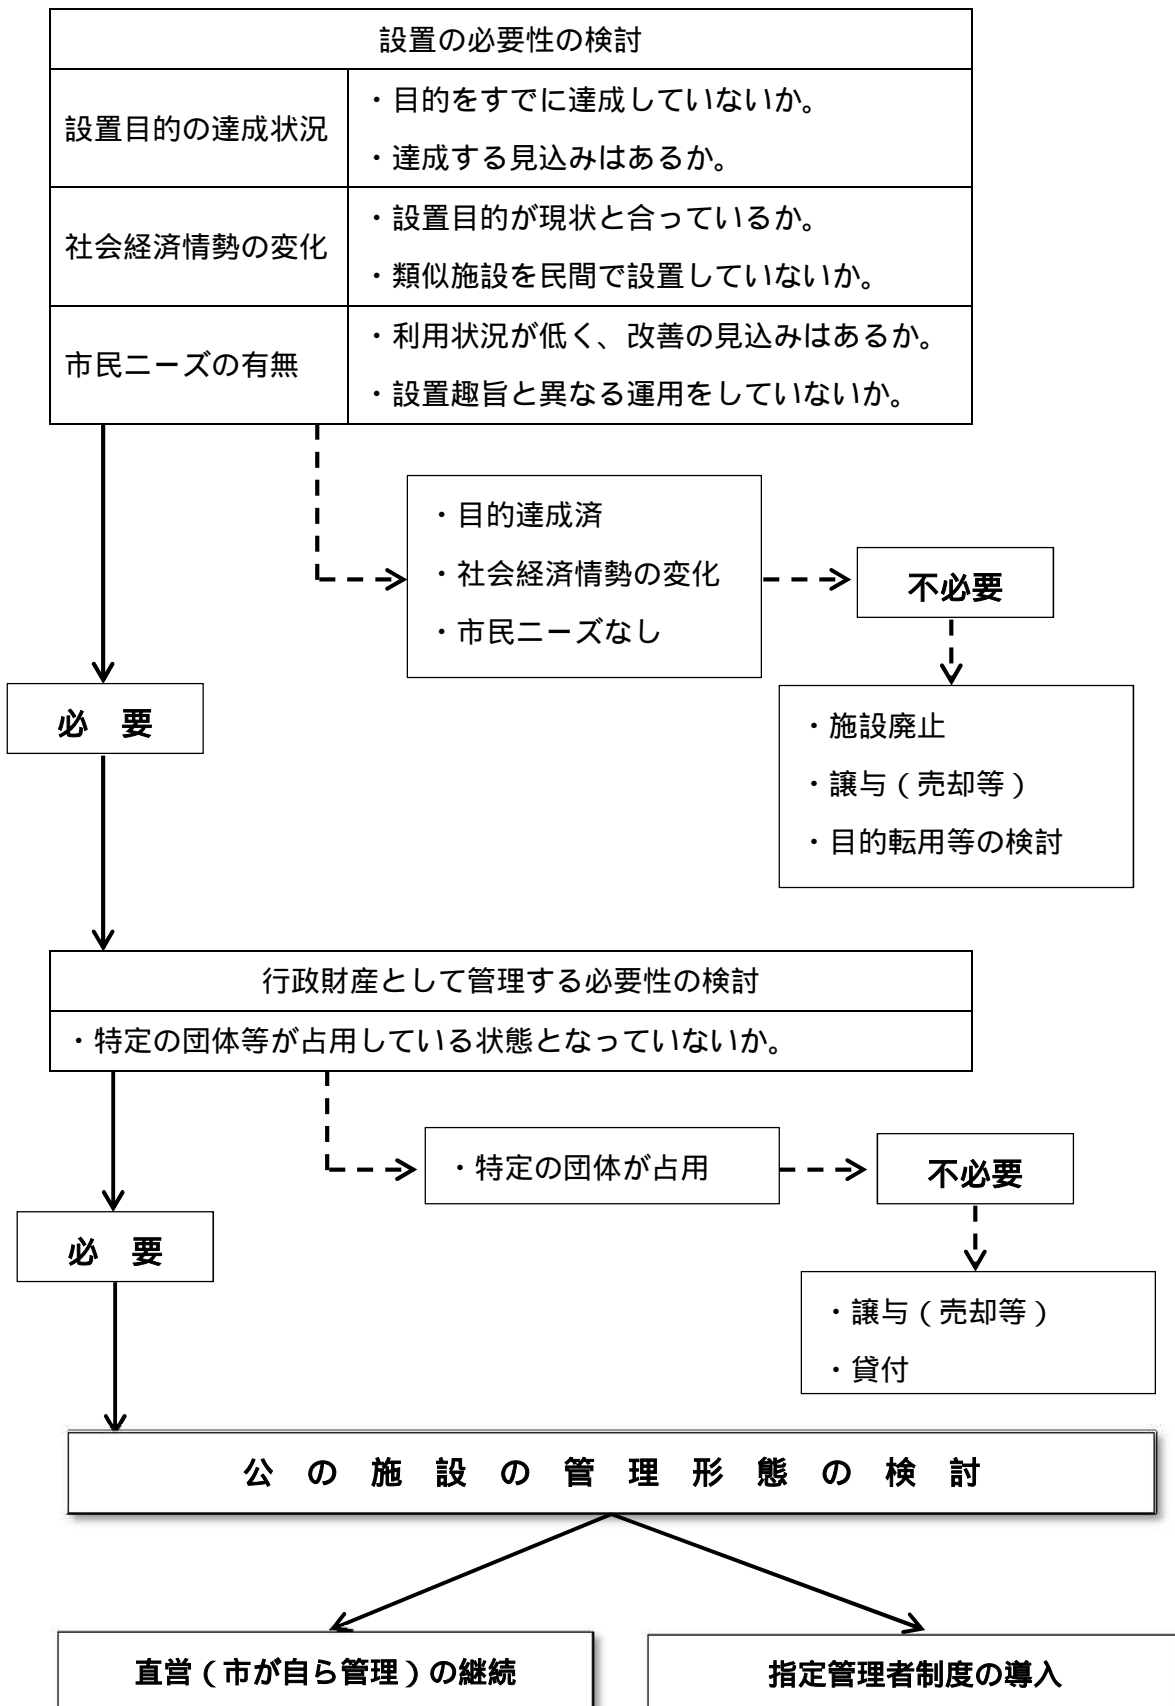 設置の必要性の検討
設置目的の達成状況
・目的をすでに達成していないか。
・達成する見込みはあるか。
社会経済情勢の変化
・設置目的が現状と合っているか。
・類似施設を民間で設置していないか。
市民ニーズの有無
・利用状況が低く、改善の見込みはあるか。
・設置趣旨と異なる運用をしていないか。
・目的達成済
・社会経済情勢の変化
・市民ニーズなし
不必要
必　要
・施設廃止
・譲与（売却等）
・目的転用等の検討
行政財産として管理する必要性の検討
・特定の団体等が占用している状態となっていないか。
・特定の団体が占用
不必要
必　要
・譲与（売却等）
・貸付
公　の　施　設　の　管　理　形　態　の　検　討
直営（市が自ら管理）の継続
指定管理者制度の導入